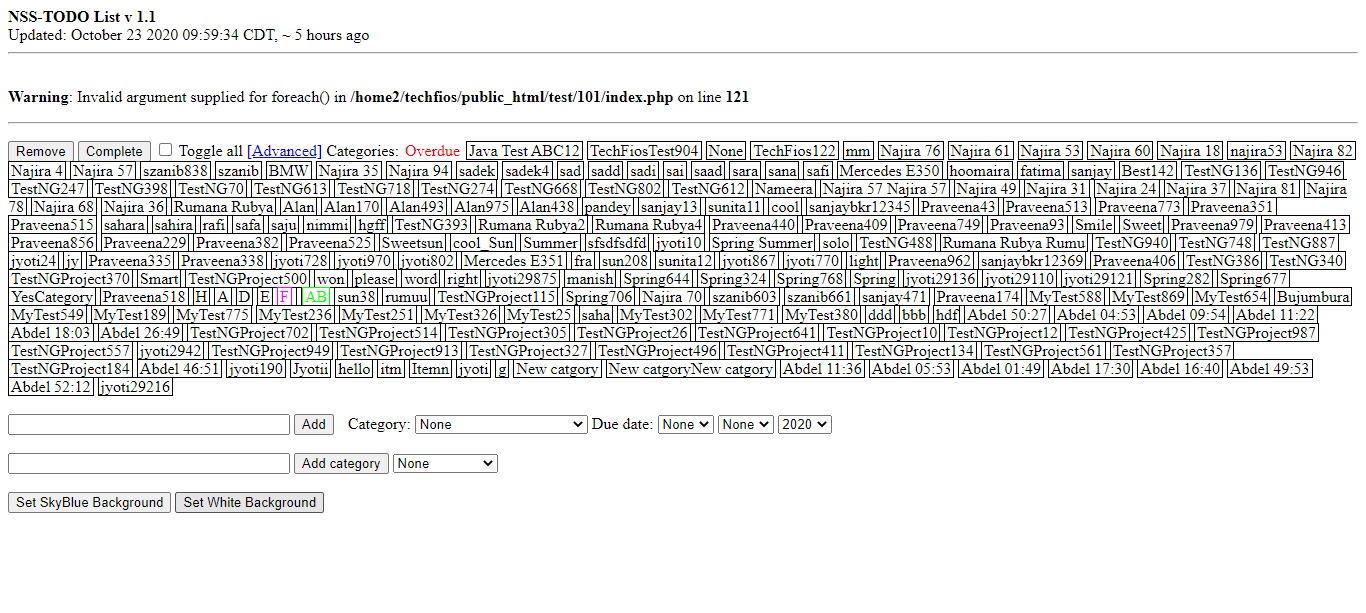 NSS-TODO List v 1.1
Updated: October 23 2020 09:59:34 CDT, ~ 5 hours ago
Warning: Invalid argument supplied for foreach() in /home2/techfios/public_html/test/101/index.php on line 121
Remove Complete Toggle all [Advanced] Categories: Overdue Java Test ABC12 TechFiosTest904 None TechFios122 mm Najira 76 Najira 61 Najira 53 Najira 60 Najira 18 najira53 Najira 82
Najira 4 Najira 57 szanib838 szanib BMW Najira 35 Najira 94 sadek sadek4 sad sadd sadi sai saad sara sana safi Mercedes E350 hoomaira fatima sanjay Best142 TestNG136 TestNG946
TestNG247 TestNG398 TestNG70 TestNG613 TestNG718 TestNG274 TestNG668 TestNG802 TestNG612 Nameera Najira 57 Najira 57 Najira 49 Najira 31 Najira 24 Najira 37 Najira 81 Najira
78 Najira 68 Najira 36 Rumana Rubya Alan Alan170 Alan493 Alan975 Alan438 pandey sanjay13 sunita11 cool sanjaybkr12345 Praveena43 Praveena513 Praveena773 Praveena351
Praveena515 sahara sahira rafi safa saju nimmi hgff TestNG393 Rumana Rubya2 Rumana Rubya4 Praveena440 Praveena409 Praveena749 Praveena93 Smile Sweet Praveena979 Praveena413
Praveena856 Praveena229 Praveena382 Praveena525 Sweetsun cool_Sun Summer sfsdfsdfd jyoti10 Spring Summer solo TestNG488 Rumana Rubya Rumu TestNG940 TestNG748 TestNG887
jyoti24 jy Praveena335 Praveena338 jyoti728 jyoti970 jyoti802 Mercedes E351 fra sun208 sunita12 jyoti867 jyoti770 light Praveena962 sanjaybkr12369 Praveena406 TestNG386 TestNG340
TestNGProject370 Smart TestNGProject500 won please word right jyoti29875 manish Spring644 Spring324 Spring768 Spring jyoti29136 jyoti29110 jyoti29121 Spring282 Spring677
YesCategory Praveena518 H A D E F AB sun38 rumuu TestNGProject115 Spring706 Najira 70 szanib603 szanib661 sanjay471 Praveena174 MyTest588 MyTest869 MyTest654 Bujumbura
MyTest549 MyTest189 MyTest775 MyTest236 MyTest251 MyTest326 MyTest25 saha MyTest302 MyTest771 MyTest380 ddd bbb hdf Abdel 50:27 Abdel 04:53 Abdel 09:54 Abdel 11:22
Abdel 18:03 Abdel 26:49 TestNGProject702 TestNGProject514 TestNGProject305 TestNGProject26 TestNGProject641 TestNGProject10 TestNGProject12 TestNGProject425 TestNGProject987
TestNGProject557 jyoti2942 TestNGProject949 TestNGProject913 TestNGProject327 TestNGProject496 TestNGProject411 TestNGProject134 TestNGProject561 TestNGProject357
TestNGProject184 Abdel 46:51 jyoti190 Jyotii hello itm Itemn jyoti g New catgory New catgoryNew catgory Abdel 11:36 Abdel 05:53 Abdel 01:49 Abdel 17:30 Abdel 16:40 Abdel 49:53
Abdel 52:12 jyoti29216
Add Category: None Due date: None None 2020
Add category None
Set SkyBlue Background Set White Background